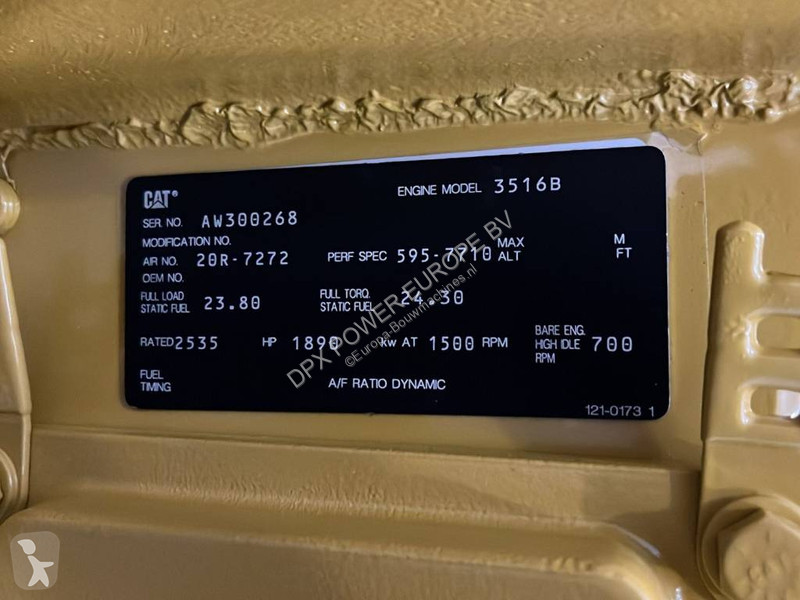 CAT® ENGINE MODEL 3516B
SER. NO. AW300268
MODIFICATION NO.
AIR NO. 20R-7272 PERF SPEC 595-7710 MAX ALT M FT
OEM NO.
FULL LOAD STATIC FUEL 23.80 FULL TORQ. STATIC FUEL 24.30
RATED 2535 HP 1890 kw AT 1500 RPM BARE ENG. HIGH IDLE RPM 700
FUEL TIMING A/F RATIO DYNAMIC
121-0173 1
DPX POWER EUROPE BV
©Europa-Bouwmachines.nl